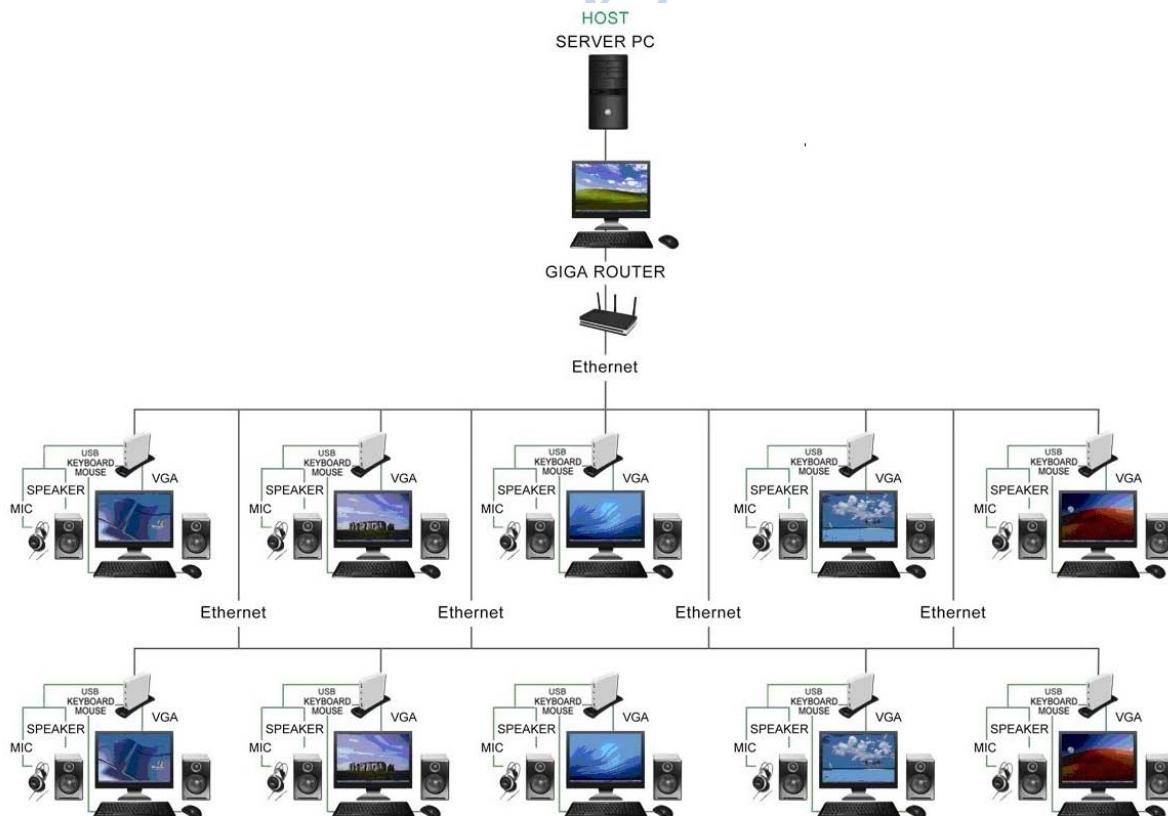 HOST
SERVER PC
GIGA ROUTER
Ethernet
USB
KEYBOARD
MOUSE
VGA
SPEAKER
MIC
USB
KEYBOARD
MOUSE
VGA
SPEAKER
MIC
USB
KEYBOARD
MOUSE
VGA
SPEAKER
MIC
USB
KEYBOARD
MOUSE
VGA
SPEAKER
MIC
USB
KEYBOARD
MOUSE
VGA
SPEAKER
MIC
Ethernet
Ethernet
Ethernet
Ethernet
USB
KEYBOARD
MOUSE
VGA
SPEAKER
MIC
USB
KEYBOARD
MOUSE
VGA
SPEAKER
MIC
USB
KEYBOARD
MOUSE
VGA
SPEAKER
MIC
USB
KEYBOARD
MOUSE
VGA
SPEAKER
MIC
USB
KEYBOARD
MOUSE
VGA
SPEAKER
MIC